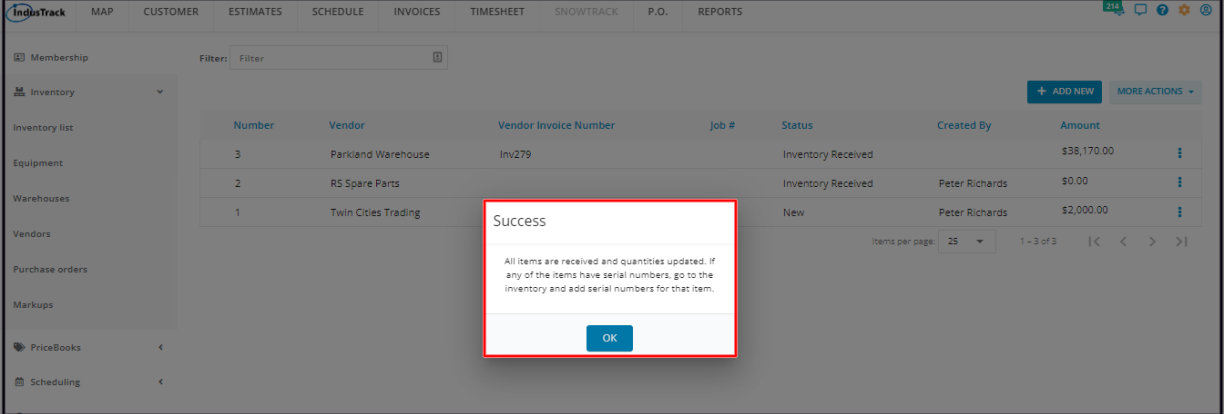 IndusTrack MAP CUSTOMER ESTIMATES SCHEDULE INVOICES TIMESHEET SNOWTRACK P.O. REPORTS 214
Membership
Filter: Filter
Inventory
+ ADD NEW MORE ACTIONS
Inventory list
Number Vendor Vendor Invoice Number Job # Status Created By Amount
3 Parkland Warehouse Inv279 Inventory Received $38,170.00
Equipment
2 RS Spare Parts Inventory Received Peter Richards $0.00
Warehouses
1 Twin Cities Trading New Peter Richards $2,000.00
Success
Vendors
Items per page: 25 1 – 3 of 3
All items are received and quantities updated. If
any of the items have serial numbers, go to the
inventory and add serial numbers for that item.
Purchase orders
Markups
OK
PriceBooks
Scheduling